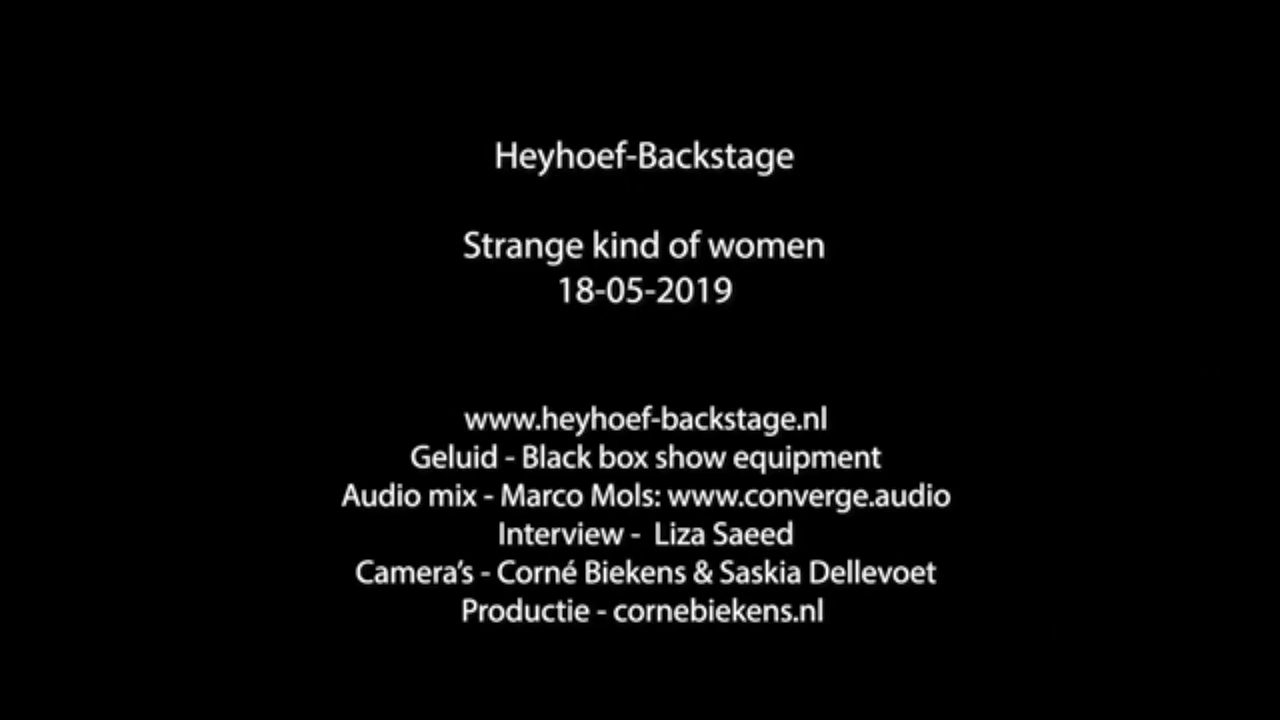 Heyhoef-Backstage
Strange kind of women
18-05-2019
www.heyhoef-backstage.nl
Geluid - Black box show equipment
Audio mix - Marco Mols: www.converge.audio
Interview -  Liza Saeed
Camera's - Corné Biekens & Saskia Dellevoet
Productie - cornebiekens.nl